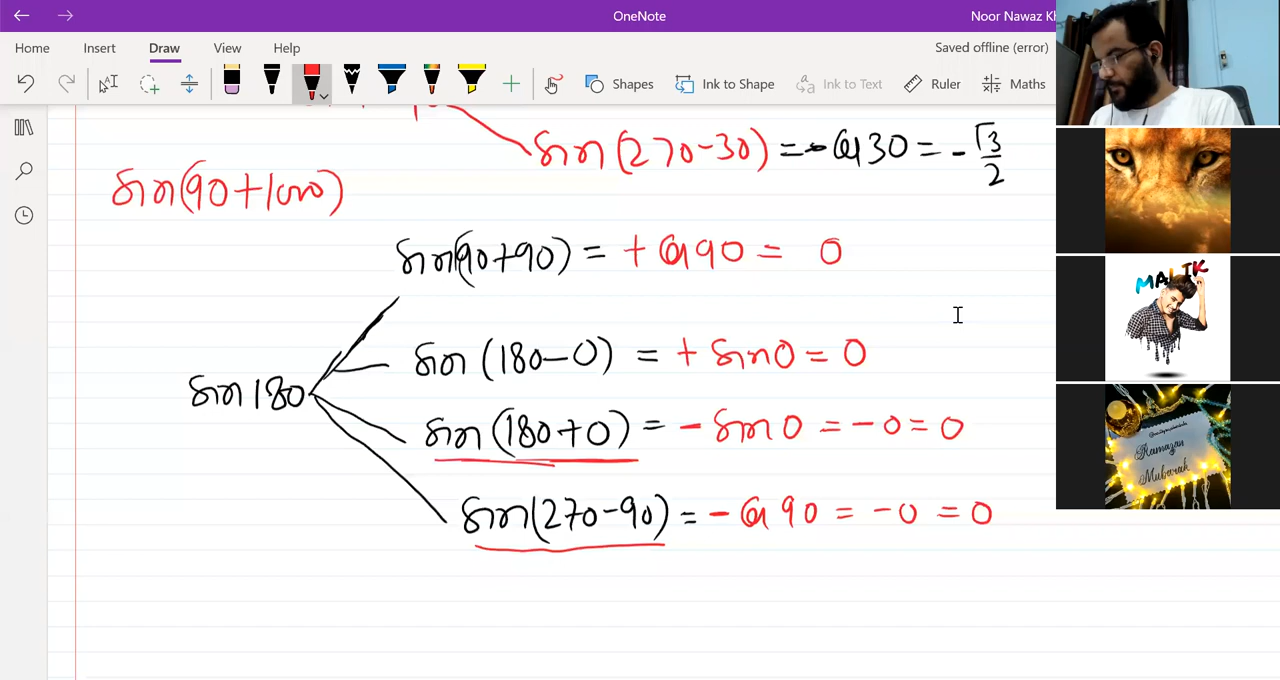 OneNote
Noor Nawaz Kh
Home Insert Draw View Help
Saved offline (error)
Shapes Ink to Shape Ink to Text Ruler Maths
sin(270-30) = -cos30 = -√3/2
sin(90+100)
sin(90+90) = +cos90 = 0
sin(180-0) = +sin0 = 0
sin180
sin(180+0) = -sin0 = -0 = 0
sin(270-90) = -cos90 = -0 = 0
MALIK
Ramazan
Mubarak